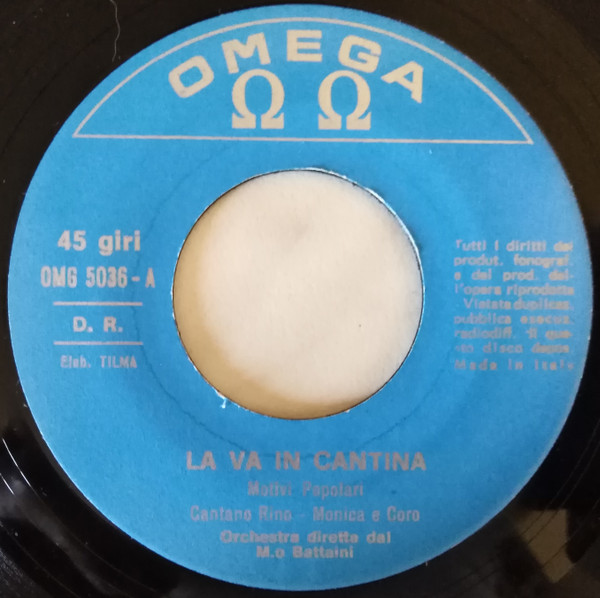 OMEGA
Ω Ω
45 giri
OMG 5036 - A
D. R.
Elab. TILMA
Tutti i diritti del
produt. fonograf.
e del prod. del-
l'opera riprodotta
Vietata duplicaz.
pubblica esecuz.
radiodiff. il que-
sto disco depos.
Made in Italy
LA VA IN CANTINA
Motivi Popolari
Cantano Rino - Monica e Coro
Orchestra diretta dal
M.o Battaini